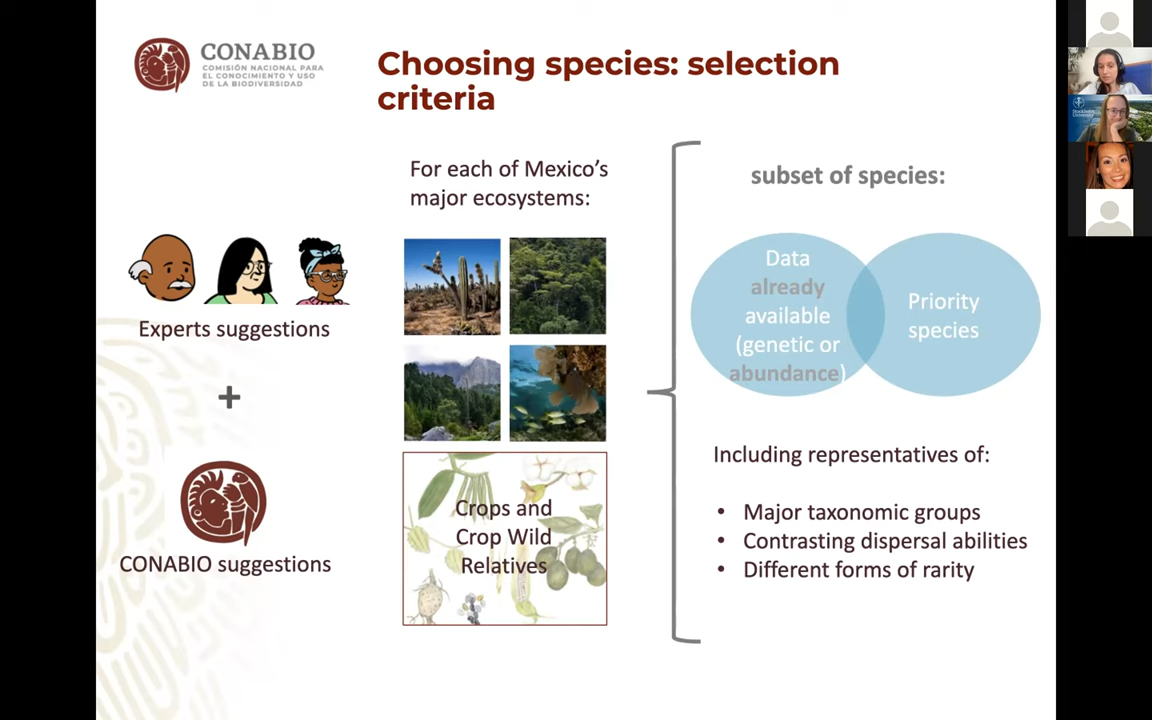 CONABIO
COMISIÓN NACIONAL PARA
EL CONOCIMIENTO Y USO
DE LA BIODIVERSIDAD
Choosing species: selection
criteria
For each of Mexico's
major ecosystems:
subset of species:
Experts suggestions
+
CONABIO suggestions
Crops and
Crop Wild
Relatives
Data
already
available
(genetic or
abundance)
Priority
species
Including representatives of:
• Major taxonomic groups
• Contrasting dispersal abilities
• Different forms of rarity
Stockholm
University